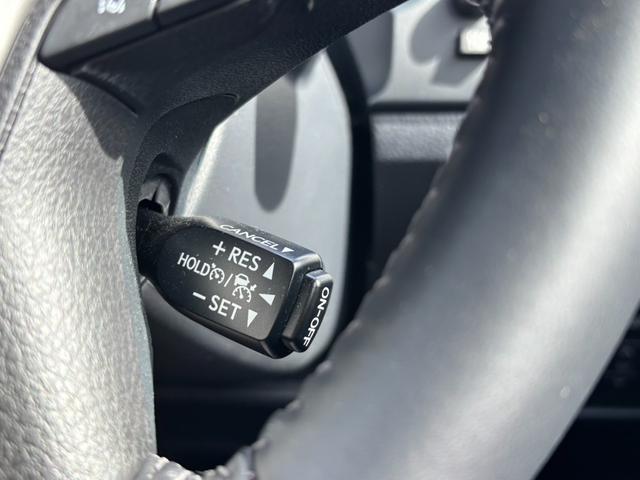 CANCEL
+ RES ▲
HOLD /
− SET ▼
ON-OFF